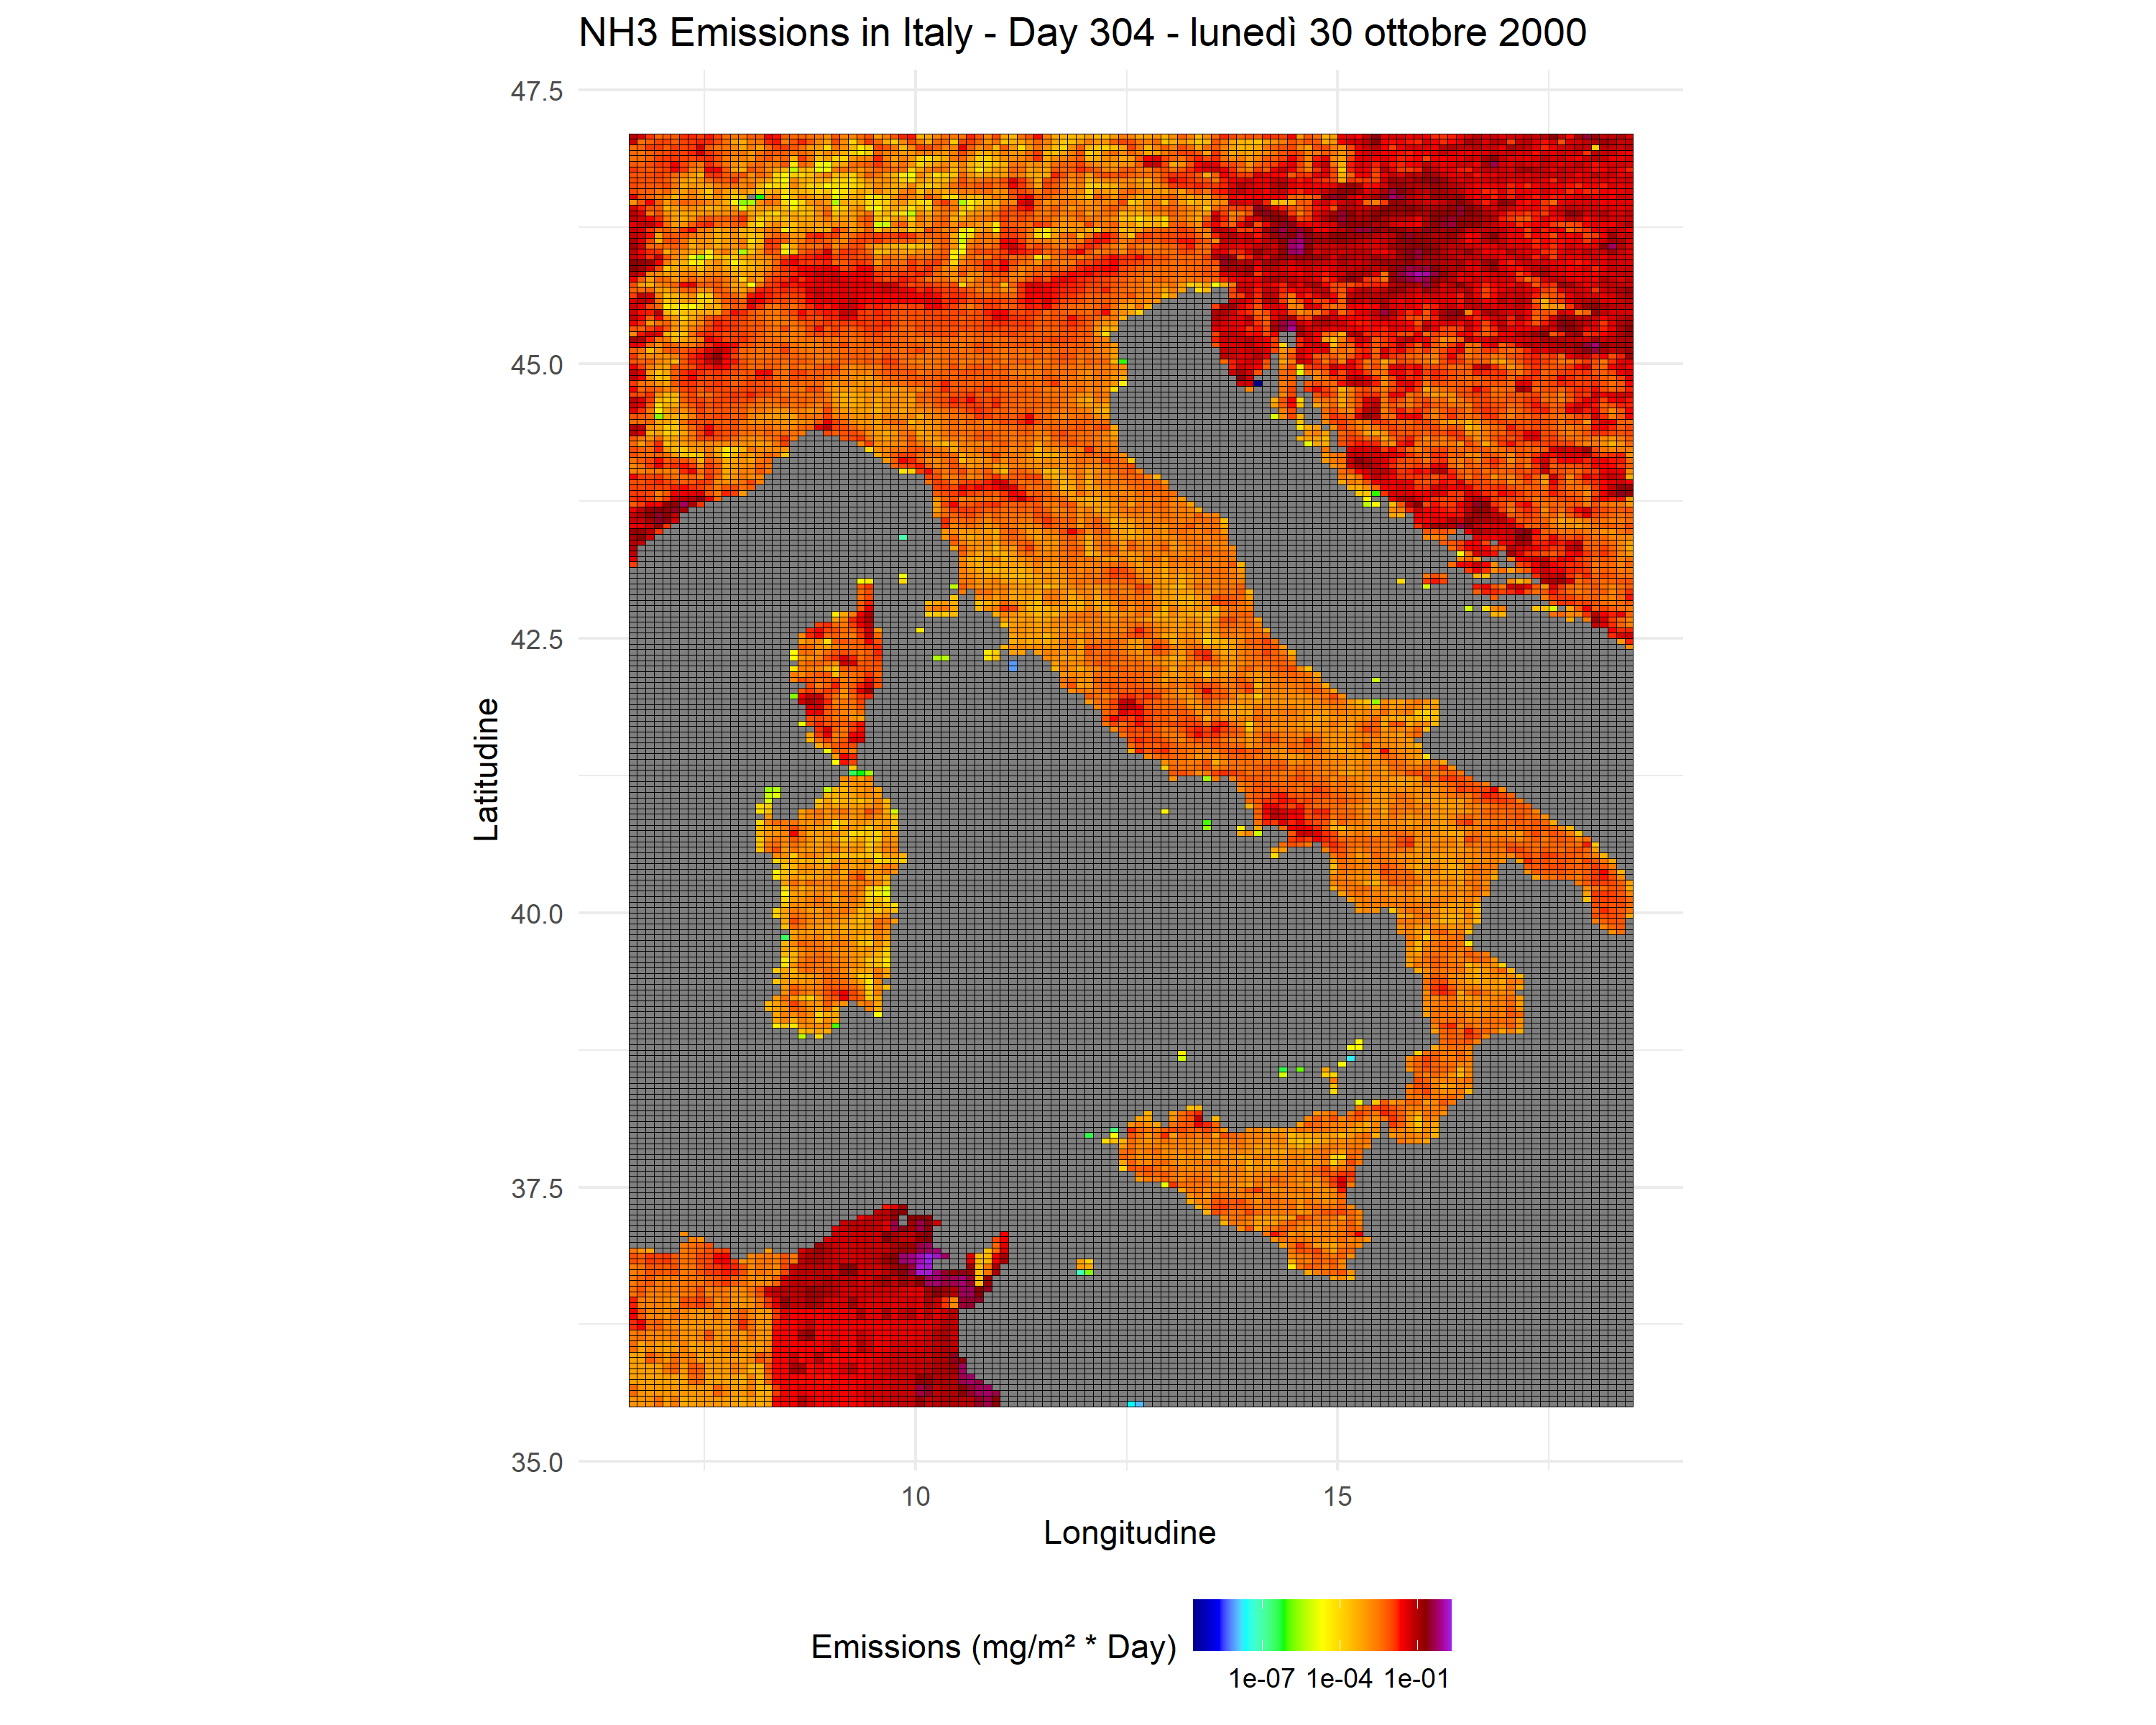 NH3 Emissions in Italy - Day 304 - lunedì 30 ottobre 2000
47.5
45.0
42.5
40.0
37.5
35.0
Latitudine
10 15
Longitudine
Emissions (mg/m² * Day)
1e-07 1e-04 1e-01